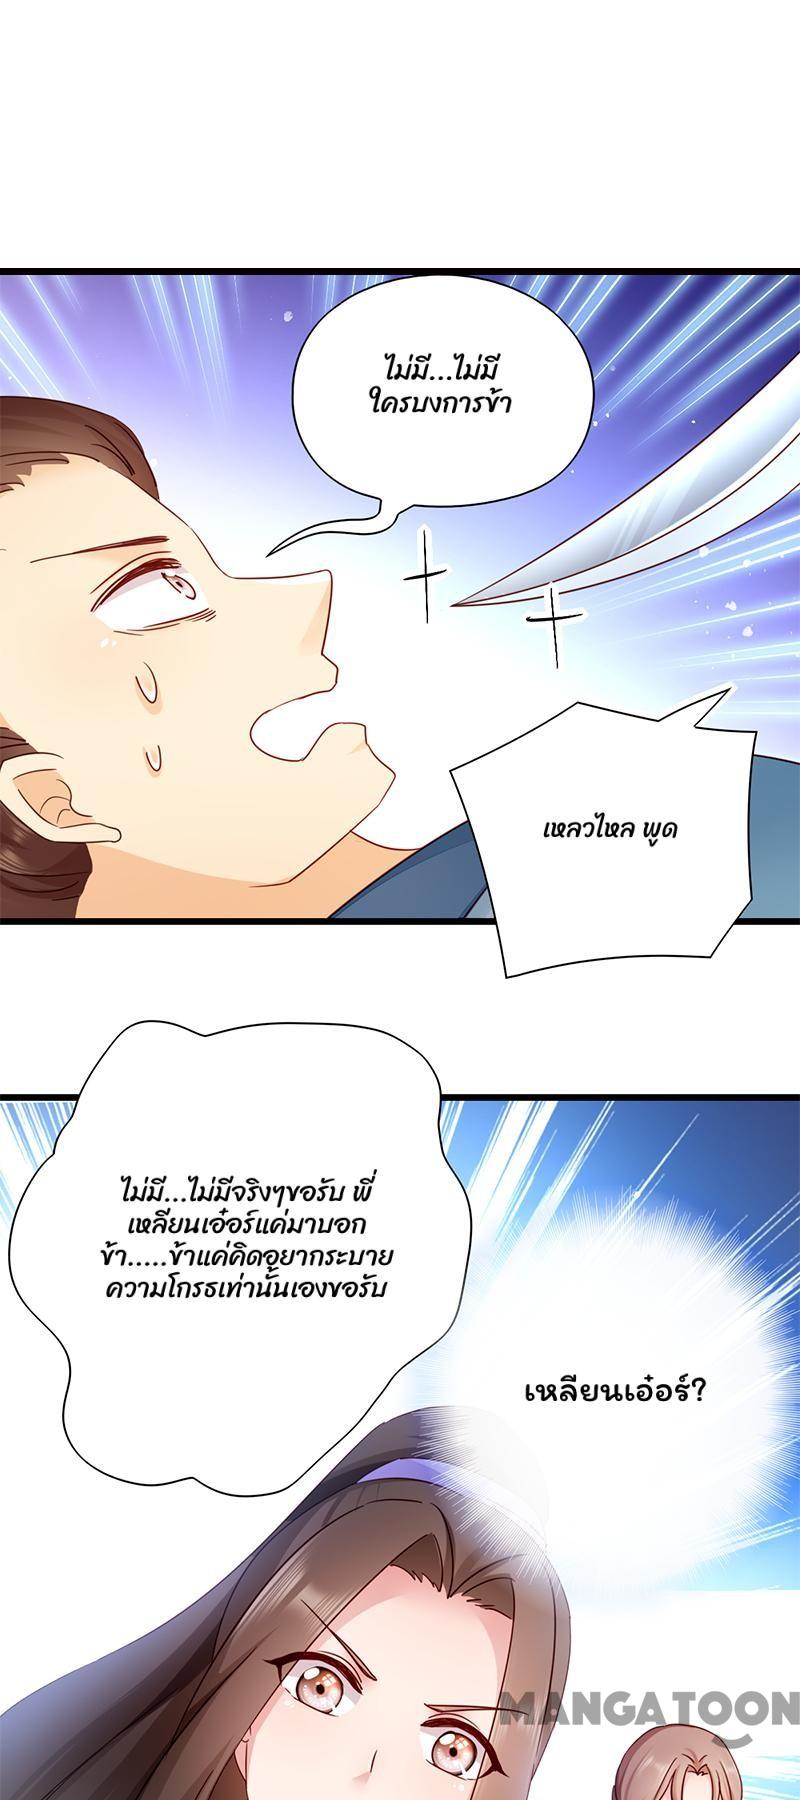 ไม่มี...ไม่มี
ใครบงการข้า
เหลวไหล พูด
ไม่มี...ไม่มีจริงๆขอรับ พี่
เหลียนเอ๋อร์แค่มาบอก
ข้า.....ข้าแค่คิดอยากระบาย
ความโกรธเท่านั้นเองขอรับ
เหลียนเอ๋อร์?
MANGATOON